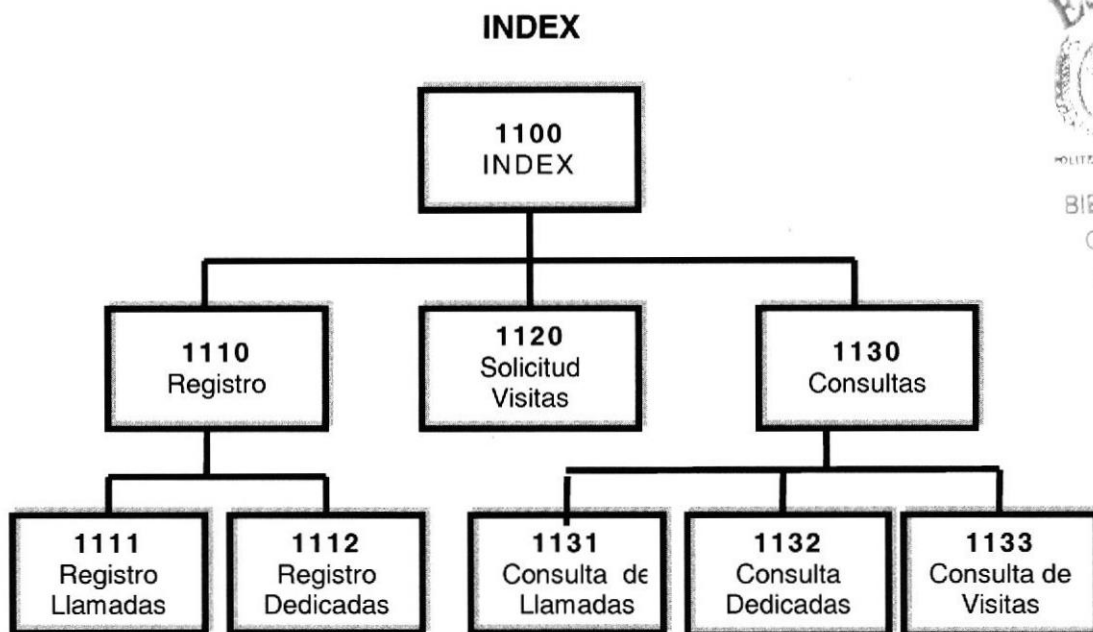 INDEX
1100
INDEX
1110
Registro
1120
Solicitud
Visitas
1130
Consultas
1111
Registro
Llamadas
1112
Registro
Dedicadas
1131
Consulta de
Llamadas
1132
Consulta
Dedicadas
1133
Consulta de
Visitas